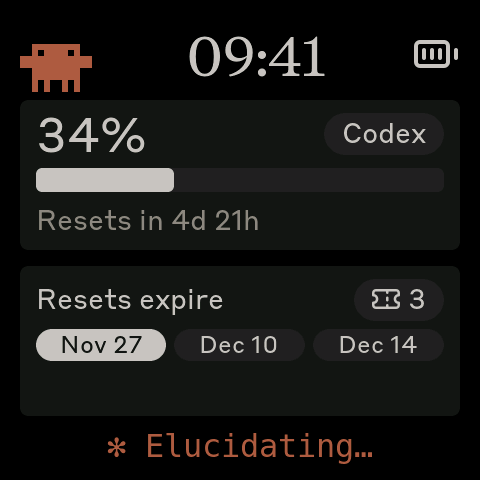 09:41
34% Codex
Resets in 4d 21h
Resets expire 3
Nov 27 Dec 10 Dec 14
✻ Elucidating…